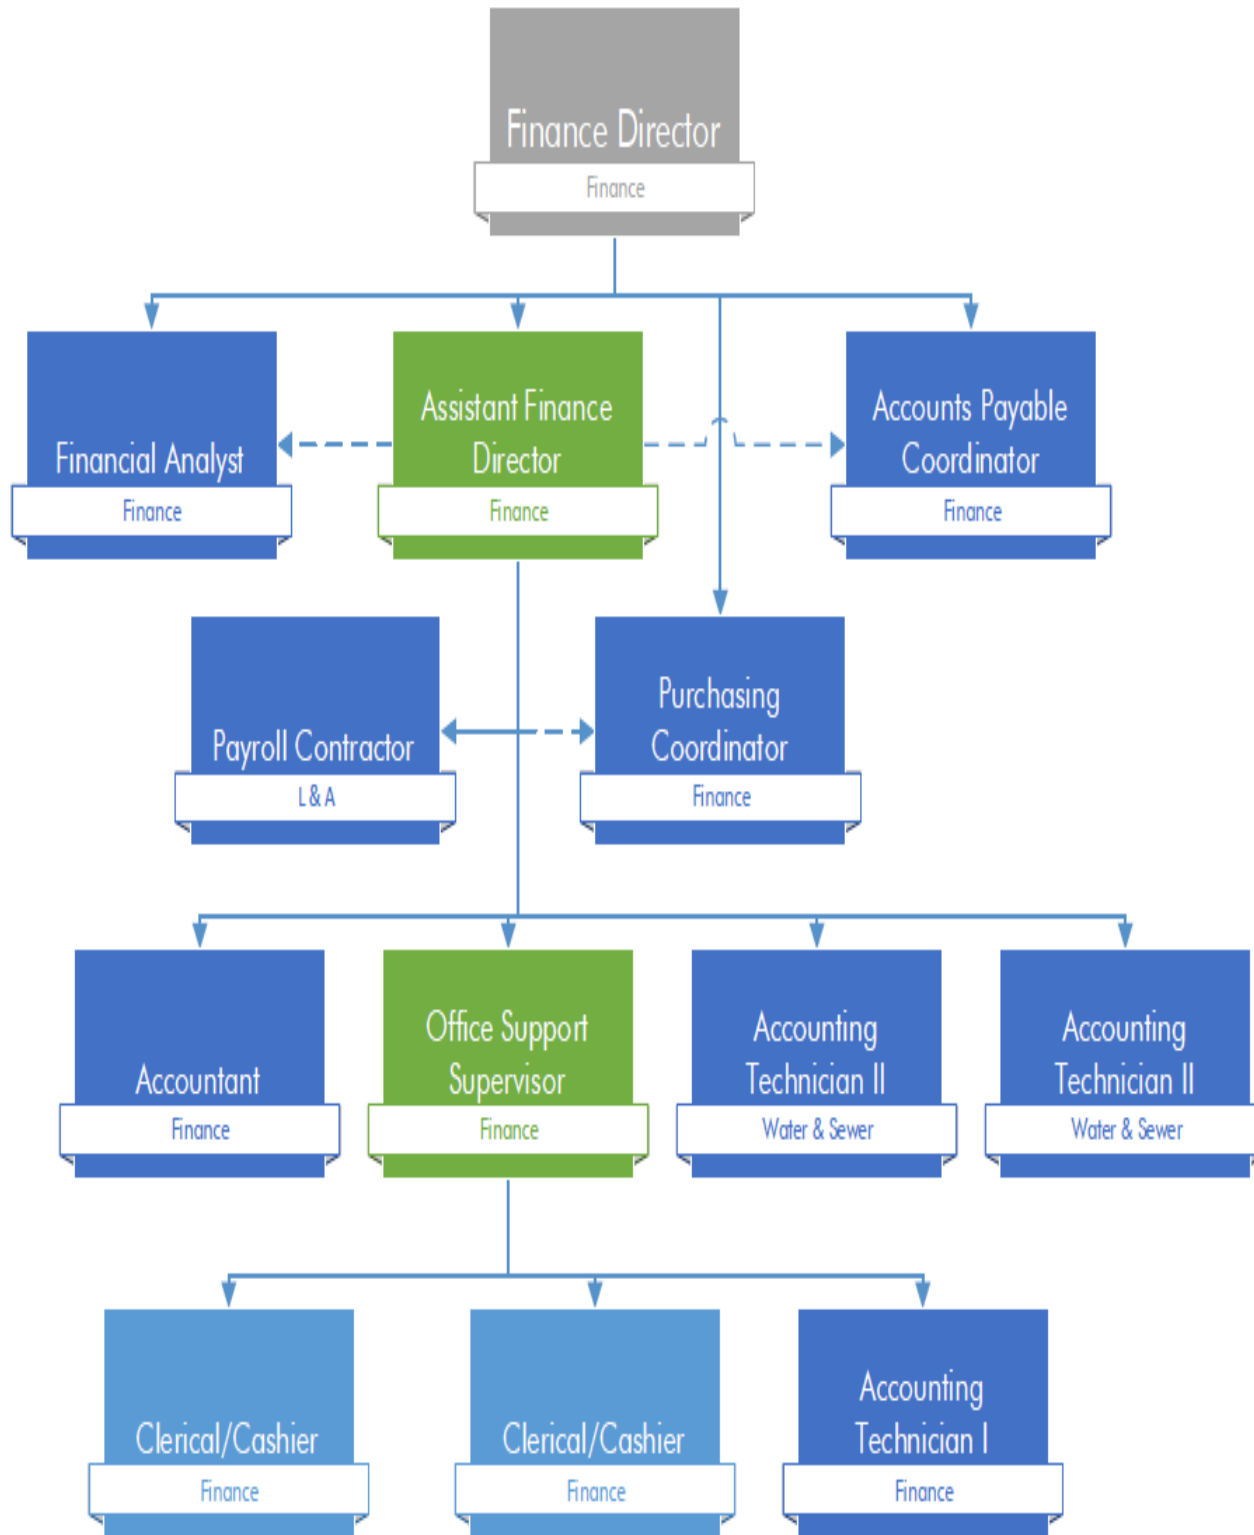 Finance Director
Finance
Financial Analyst
Finance
Assistant Finance
Director
Finance
Accounts Payable
Coordinator
Finance
Payroll Contractor
L & A
Purchasing
Coordinator
Finance
Accountant
Finance
Office Support
Supervisor
Finance
Accounting
Technician II
Water & Sewer
Accounting
Technician II
Water & Sewer
Clerical/Cashier
Finance
Clerical/Cashier
Finance
Accounting
Technician I
Finance